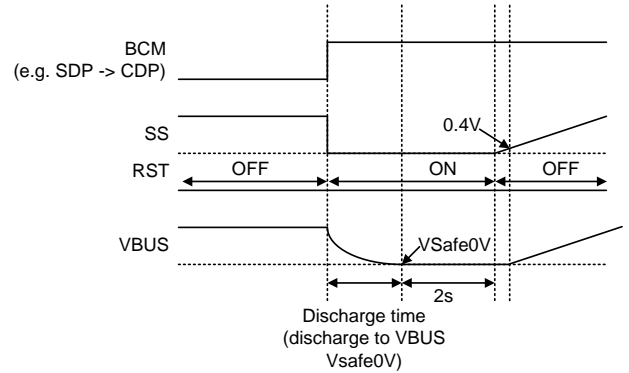 BCM
(e.g. SDP -> CDP)
SS
0.4V
RST
OFF
ON
OFF
VBUS
VSafe0V
2s
Discharge time
(discharge to VBUS
Vsafe0V)